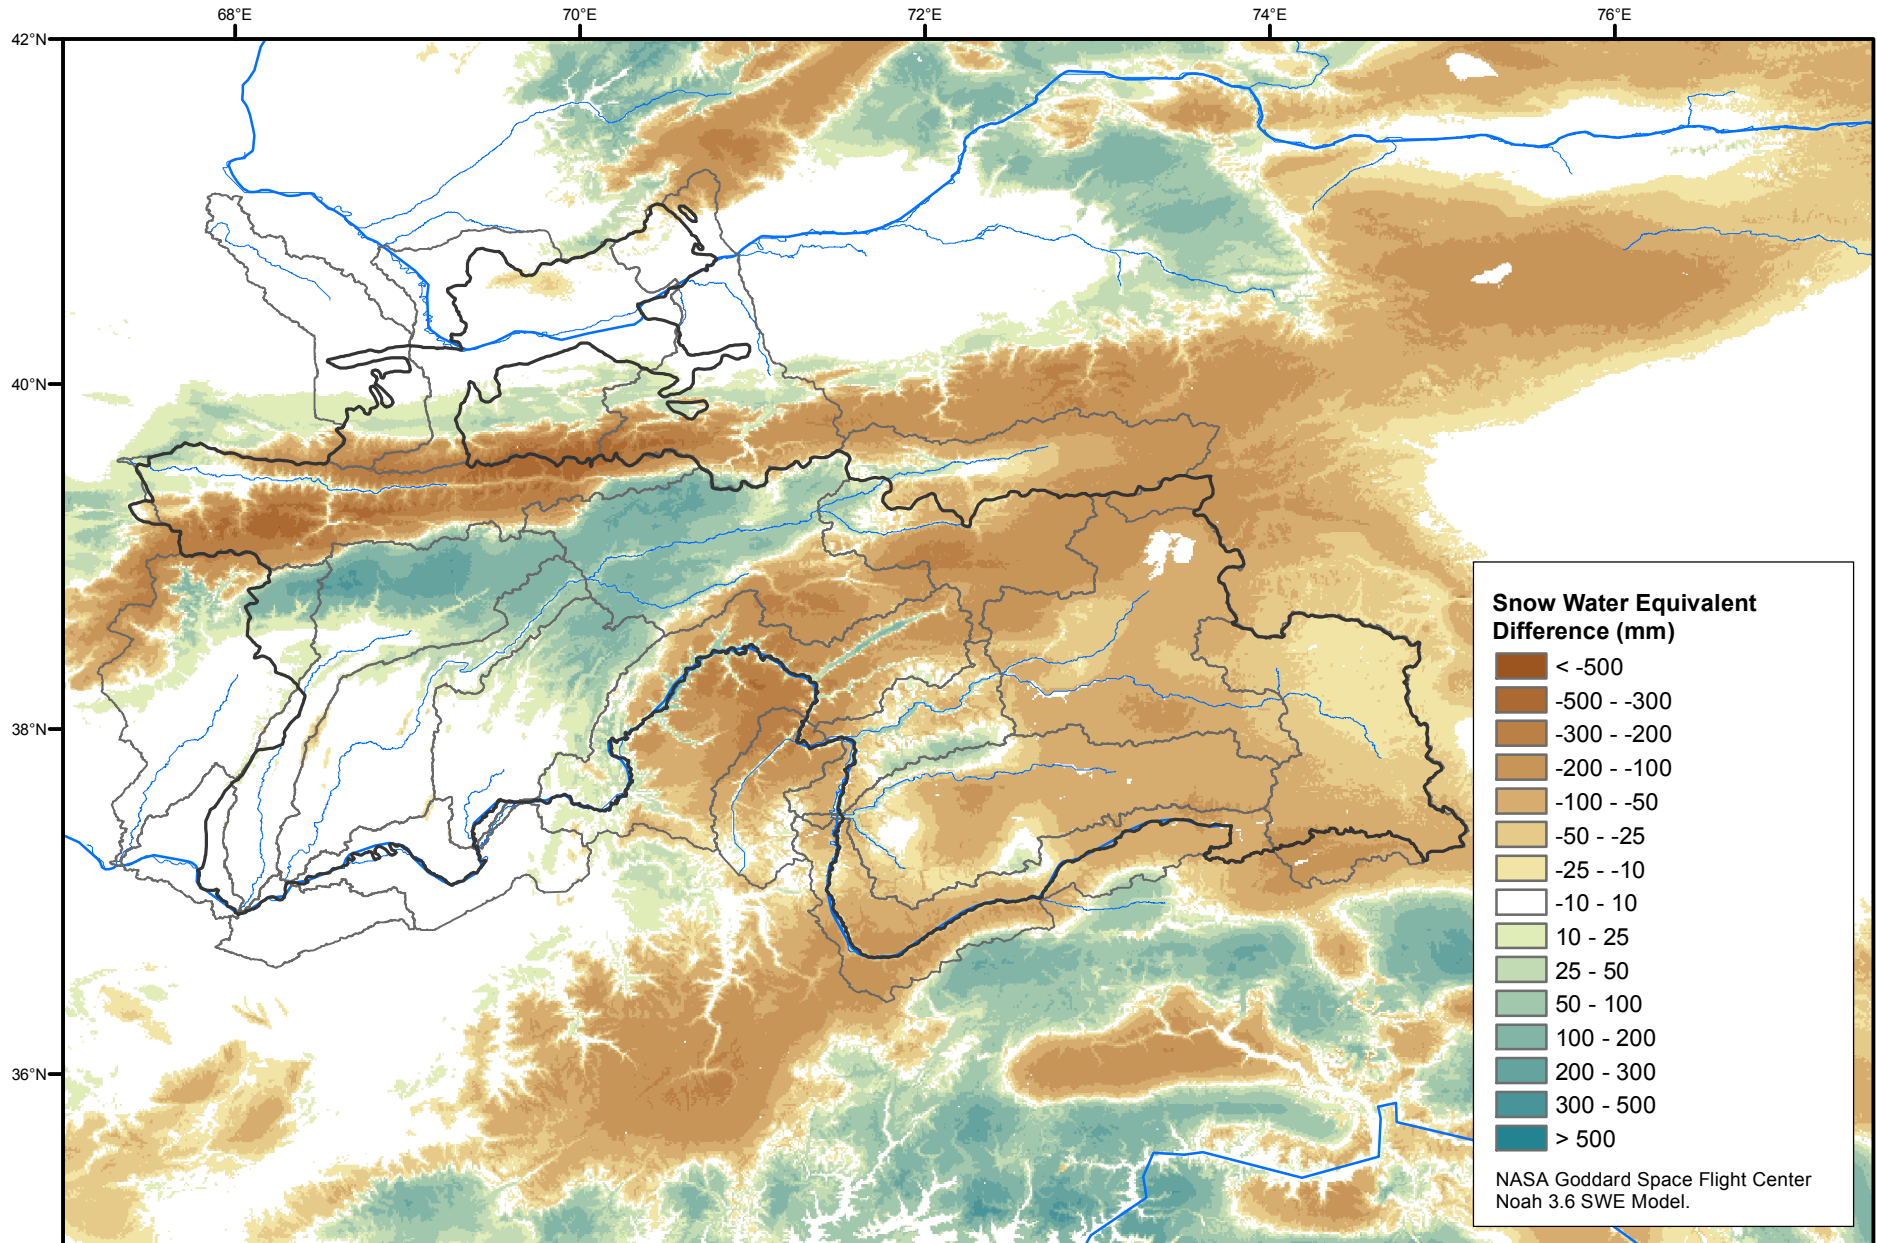 68°E 70°E 72°E 74°E 76°E
42°N
40°N
38°N
36°N
Snow Water Equivalent
Difference (mm)
< -500
-500 - -300
-300 - -200
-200 - -100
-100 - -50
-50 - -25
-25 - -10
-10 - 10
10 - 25
25 - 50
50 - 100
100 - 200
200 - 300
300 - 500
> 500
NASA Goddard Space Flight Center
Noah 3.6 SWE Model.